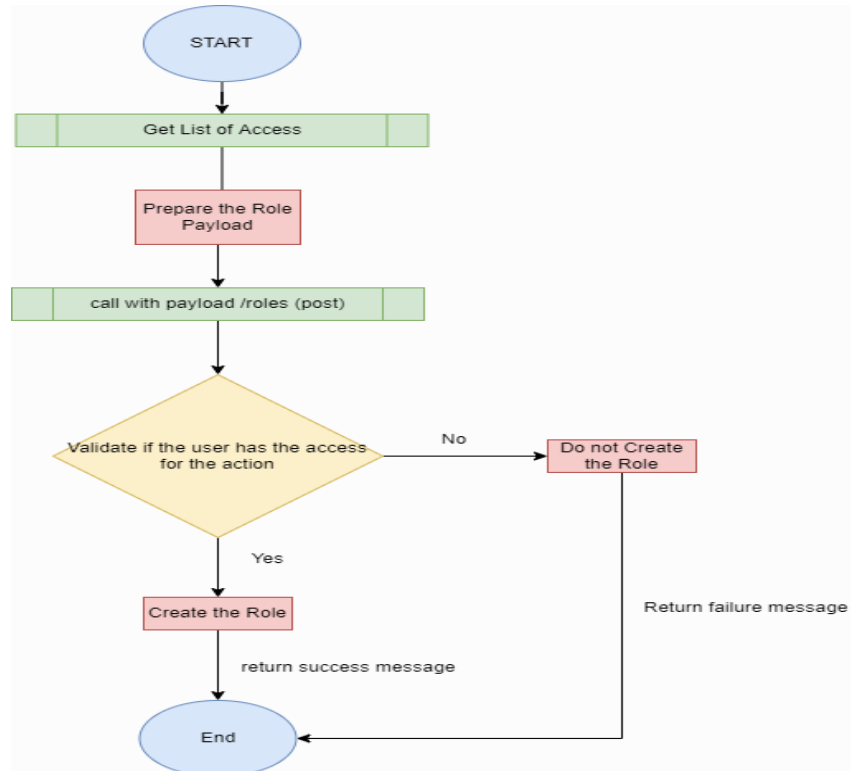 START
Get List of Access
Prepare the Role
Payload
call with payload /roles (post)
Validate if the user has the access
for the action
No
Do not Create
the Role
Yes
Create the Role
Return failure message
return success message
End